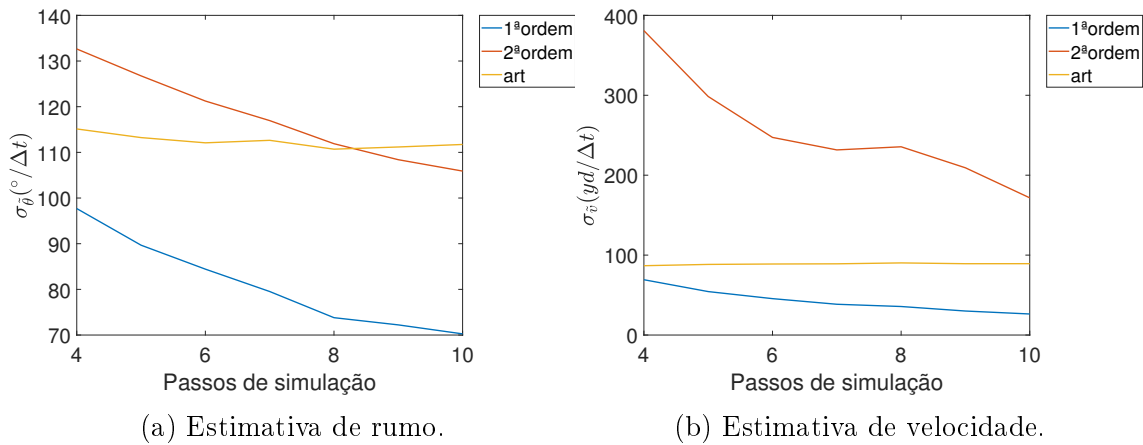 140
130
120
110
100
90
80
70
4
6
8
10
σ_θ̃(°/Δt)
Passos de simulação
1ªordem
2ªordem
art
(a) Estimativa de rumo.
400
300
200
100
0
4
6
8
10
σ_ṽ(yd/Δt)
Passos de simulação
1ªordem
2ªordem
art
(b) Estimativa de velocidade.